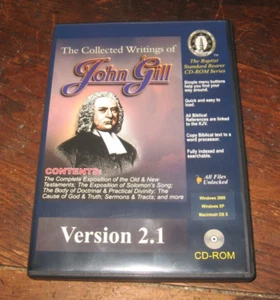 The Collected Writings of
John Gill
CONTENTS:
The Complete Exposition of the Old & New
Testaments; The Exposition of Solomon's Song;
The Body of Doctrinal & Practical Divinity; The
Cause of God & Truth; Sermons & Tracts; and more
Version 2.1
The Baptist
Standard Bearer
CD-ROM Series
Simple menu buttons
help you find your
way around.
Quick and easy to
load.
All Biblical
References are linked
to the KJV.
Copy Biblical text to a
word processor.
Fully indexed and
searchable.
All Files
Unlocked
Windows 2000
Windows XP
Macintosh OS X
CD-ROM